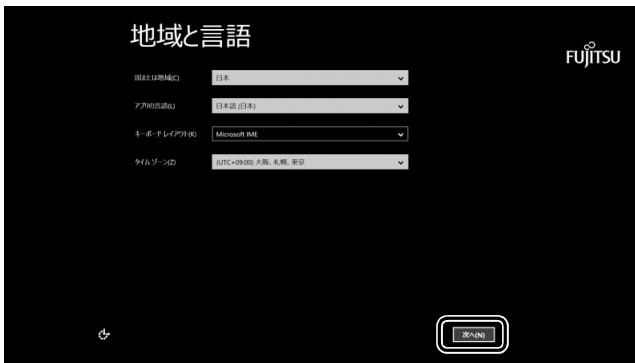 地域と言語
FUJITSU
国または地域(C)
日本
アプリの言語(L)
日本語 (日本)
キーボード レイアウト(K)
Microsoft IME
タイム ゾーン(Z)
(UTC+09:00) 大阪、札幌、東京
次へ(N)